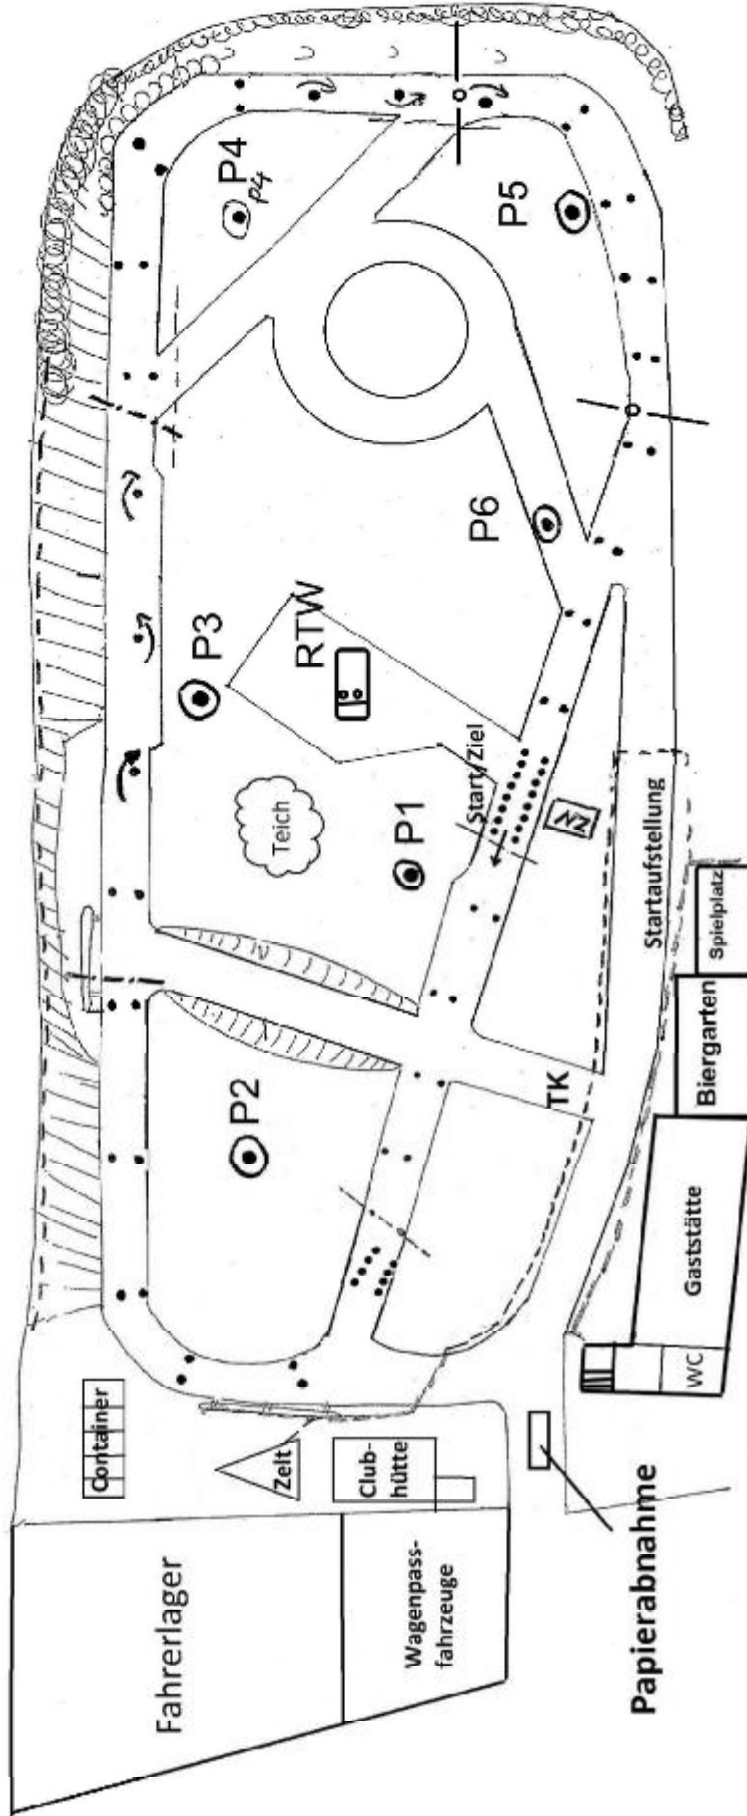 Fahrerlager
Wagenpass-
fahrzeuge
Container
Zelt
Club-
hütte
Papierabnahme
WC
Gaststätte
Biergarten
Spielplatz
Startaufstellung
TK
P2
P1
Teich
Start/Ziel
ZN
RTW
P3
P6
P5
P4
P4